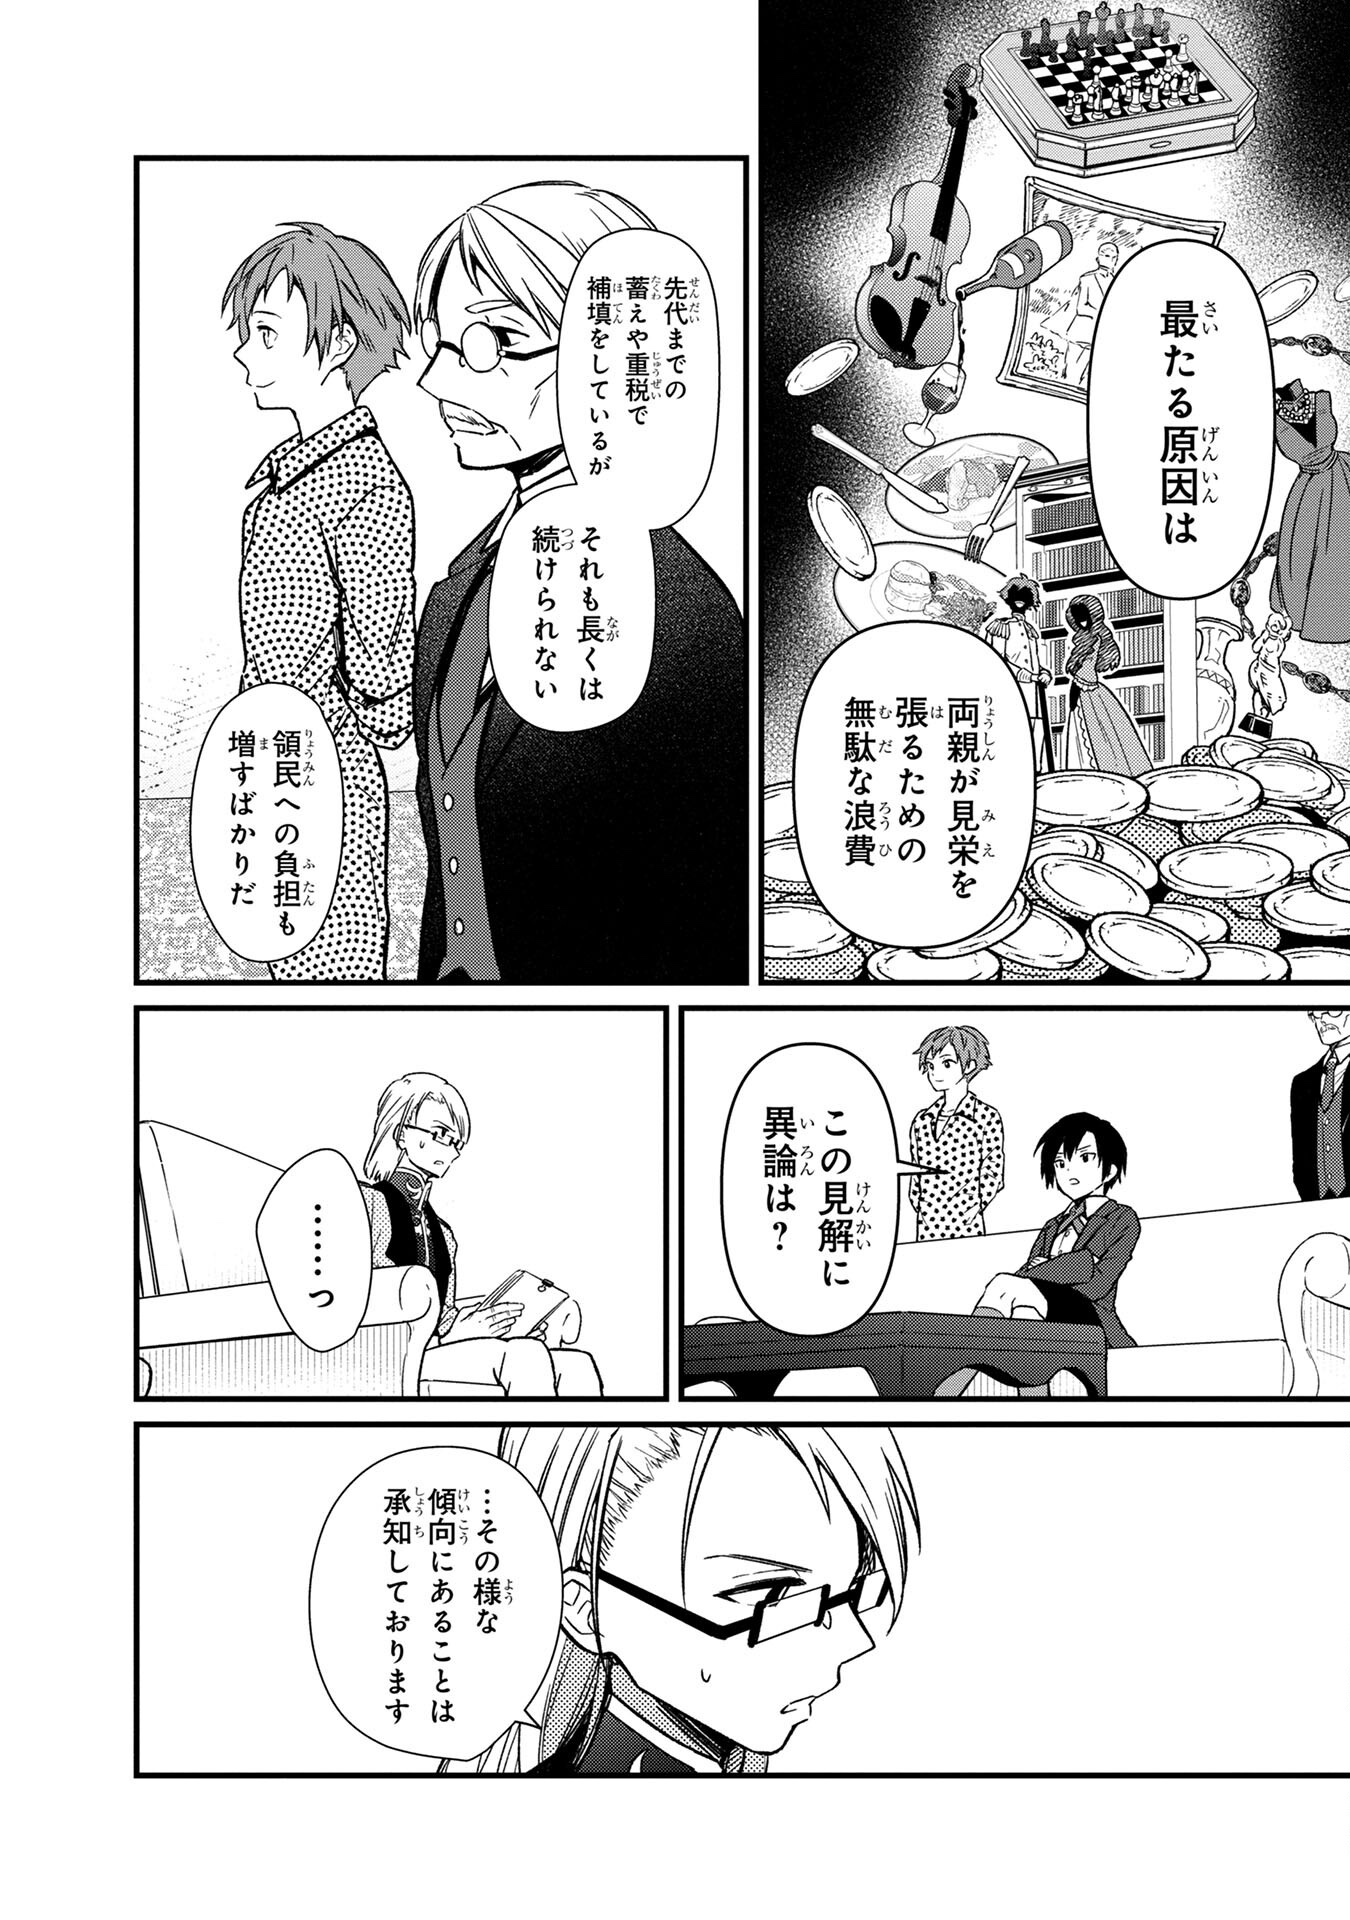 最たる原因は
両親が見栄を
張るための
無駄な浪費
先代までの
蓄えや重税で
補填をしているが
それも長くは
続けられない
領民への負担も
増すばかりだ
この見解に
異論は?
……っ
…その様な
傾向にあることは
承知しております